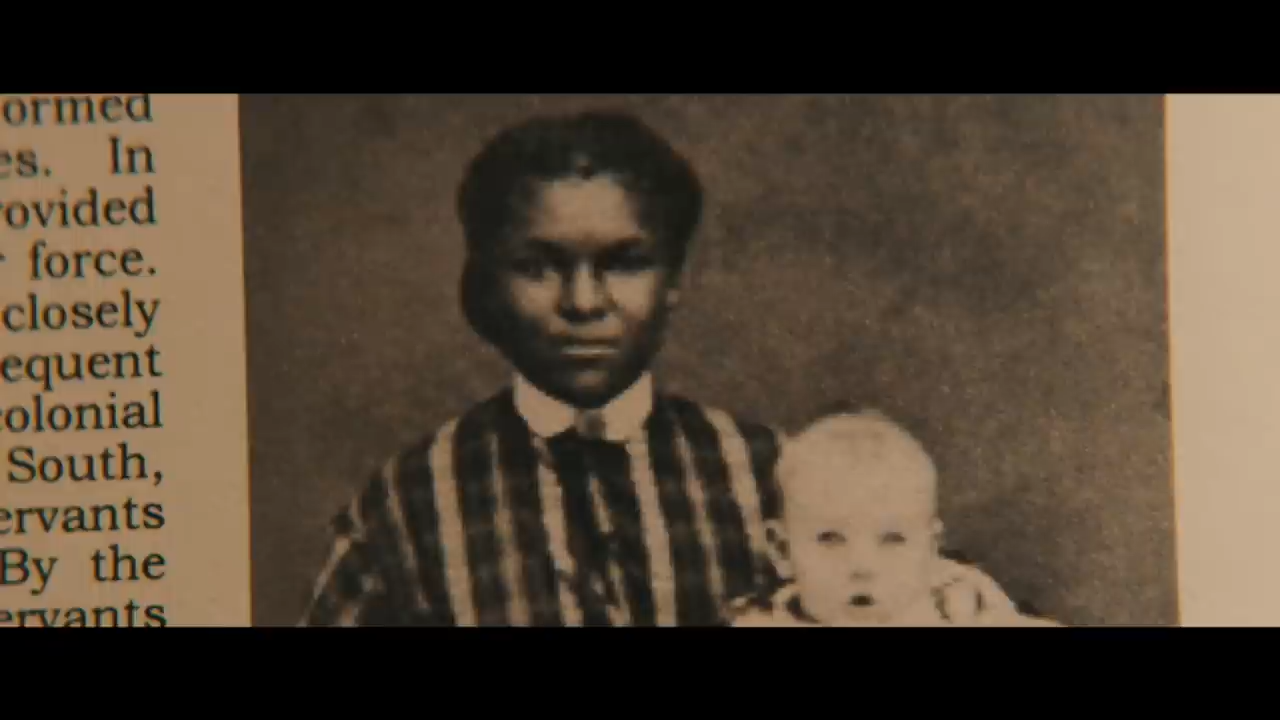 ormed
es. In
rovided
r force.
closely
equent
colonial
South,
ervants
By the
ervants